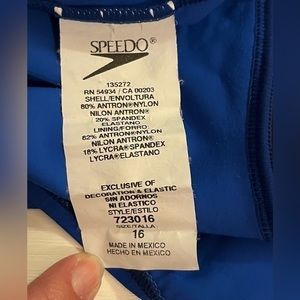 SPEEDO
135272
RN 54934 / CA 00203
SHELL/ENVOLTURA
80% ANTRON®NYLON
NILON ANTRON®
20% SPANDEX
ELASTANO
LINING/FORRO:
82% ANTRON®NYLON
NILON ANTRON®
18% LYCRA®SPANDEX
LYCRA®ELASTANO
EXCLUSIVE OF
DECORATION & ELASTIC
SIN ADORNOS
NI ELASTICO
STYLE/ESTILO
723016
SIZE/TALLA
16
MADE IN MEXICO
HECHO EN MEXICO